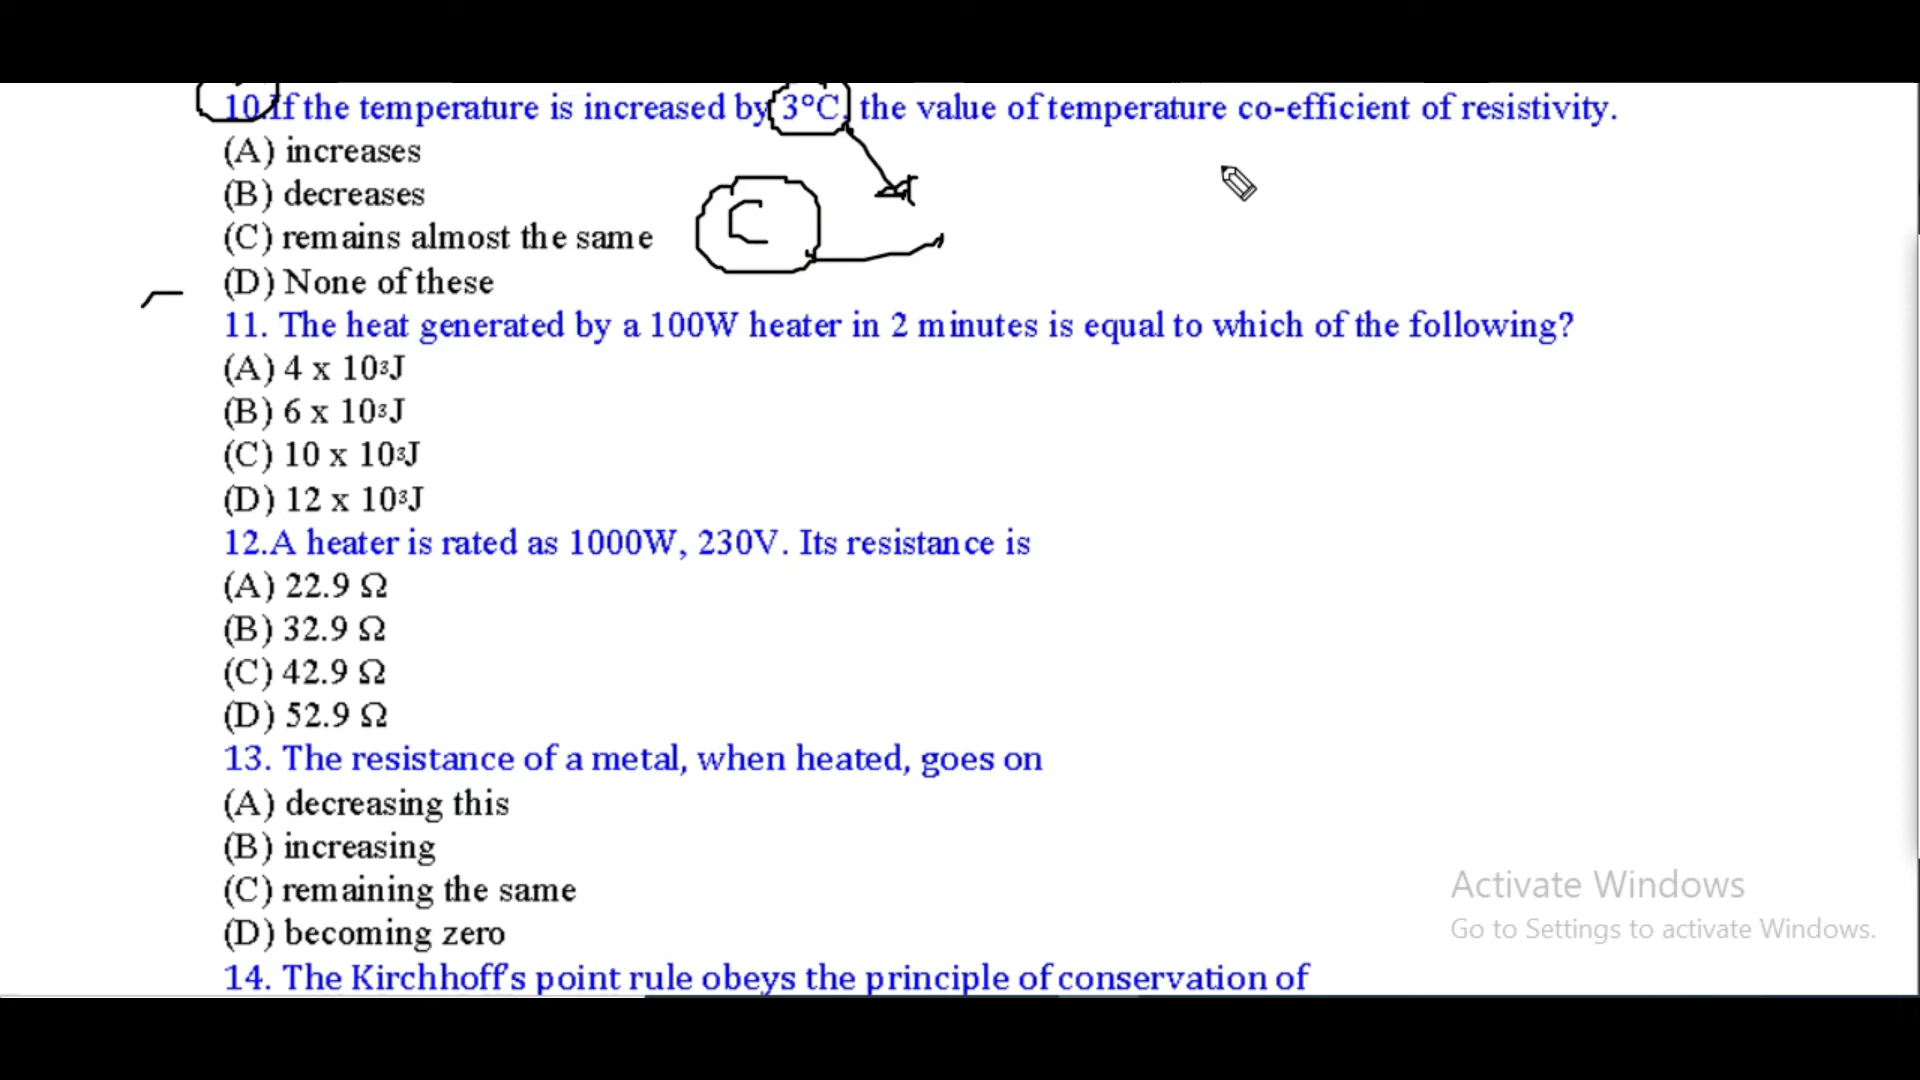 10.If the temperature is increased by 3°C, the value of temperature co-efficient of resistivity.
(A) increases
(B) decreases
(C) remains almost the same
C
(D) None of these
11. The heat generated by a 100W heater in 2 minutes is equal to which of the following?
(A) 4 x 10³J
(B) 6 x 10³J
(C) 10 x 10³J
(D) 12 x 10³J
12.A heater is rated as 1000W, 230V. Its resistance is
(A) 22.9 Ω
(B) 32.9 Ω
(C) 42.9 Ω
(D) 52.9 Ω
13. The resistance of a metal, when heated, goes on
(A) decreasing this
(B) increasing
(C) remaining the same
(D) becoming zero
14. The Kirchhoff's point rule obeys the principle of conservation of
Activate Windows
Go to Settings to activate Windows.